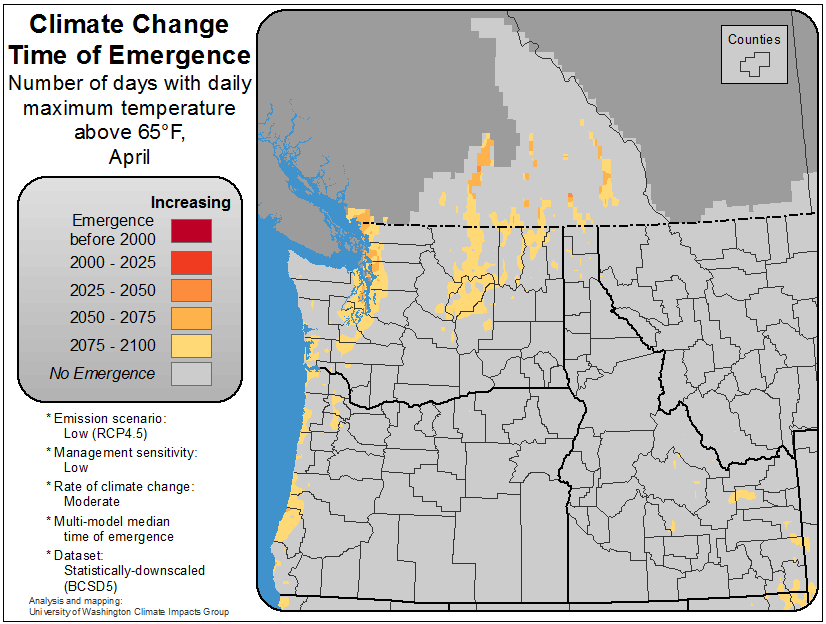 Climate Change
Time of Emergence
Number of days with daily
maximum temperature
above 65°F,
April
Increasing
Emergence
before 2000
2000 - 2025
2025 - 2050
2050 - 2075
2075 - 2100
No Emergence
* Emission scenario:
Low (RCP4.5)
* Management sensitivity:
Low
* Rate of climate change:
Moderate
* Multi-model median
time of emergence
* Dataset:
Statistically-downscaled
(BCSD5)
Analysis and mapping:
University of Washington Climate Impacts Group
Counties